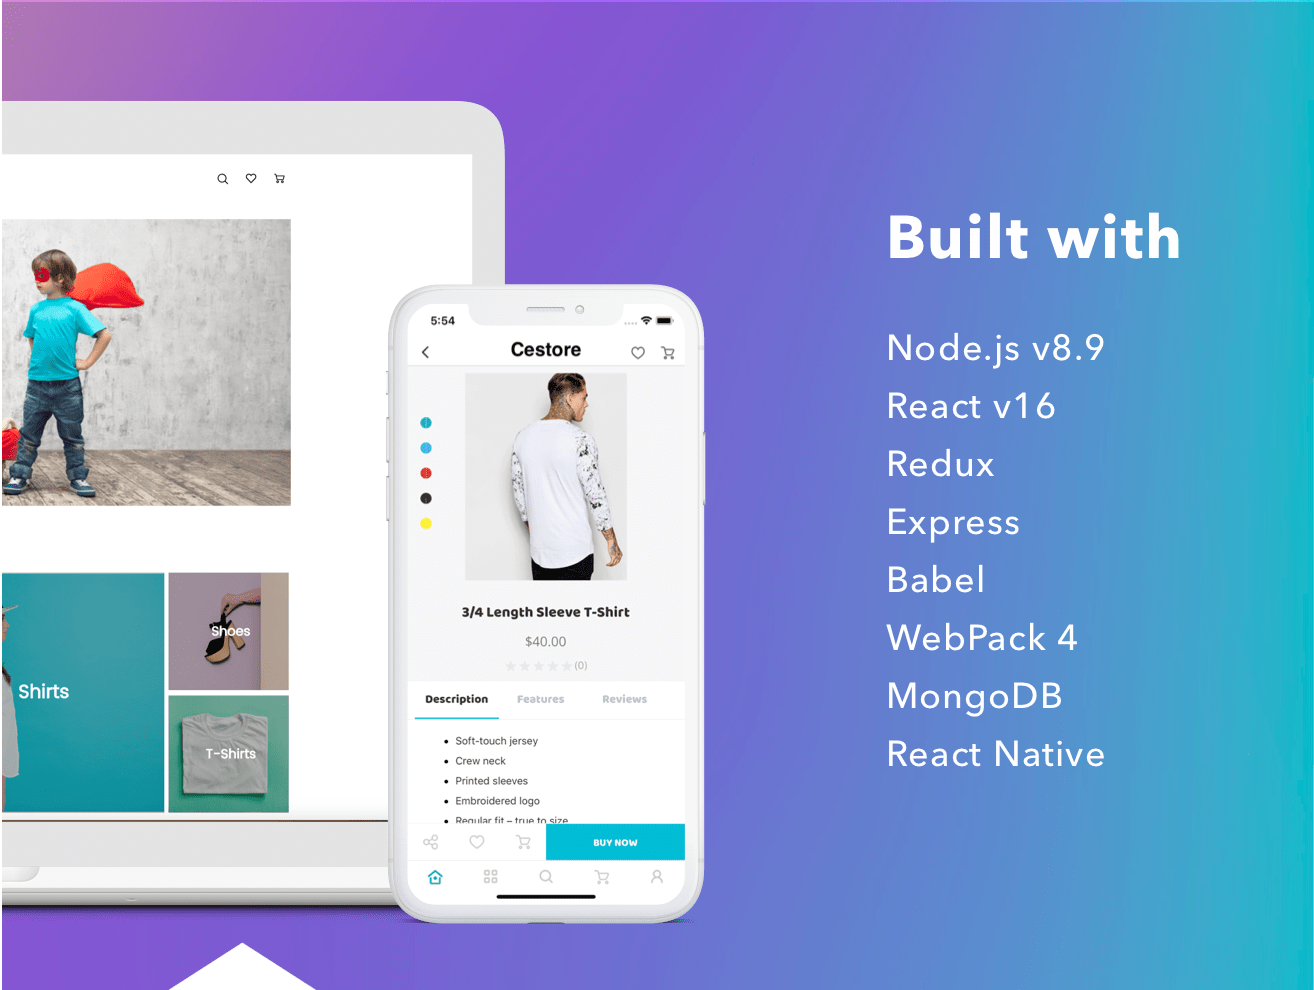 Shirts
Shoes
T-Shirts
5:54
Cestore
3/4 Length Sleeve T-Shirt
$40.00
(0)
Description Features Reviews
• Soft-touch jersey
• Crew neck
• Printed sleeves
• Embroidered logo
• Regular fit – true to size
BUY NOW
Built with
Node.js v8.9
React v16
Redux
Express
Babel
WebPack 4
MongoDB
React Native